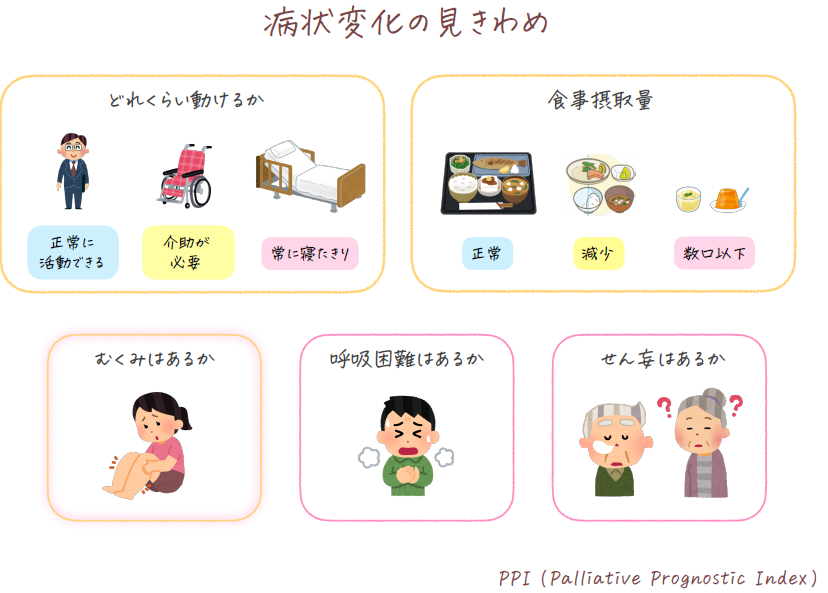 病状変化の見きわめ
どれくらい動けるか
正常に
活動できる
介助が
必要
常に寝たきり
食事摂取量
正常
減少
数口以下
むくみはあるか
呼吸困難はあるか
せん妄はあるか
? ?
PPI (Palliative Prognostic Index)